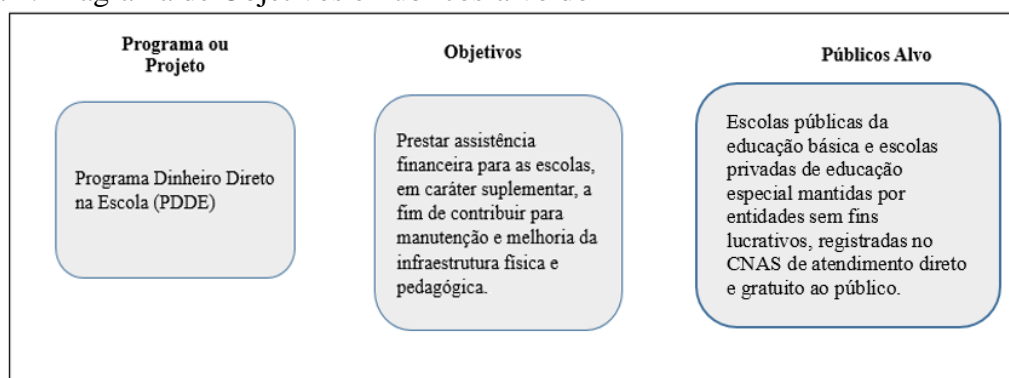 Programa ou
Projeto
Objetivos
Públicos Alvo
Programa Dinheiro Direto
na Escola (PDDE)
Prestar assistência
financeira para as escolas,
em caráter suplementar, a
fim de contribuir para
manutenção e melhoria da
infraestrutura física e
pedagógica.
Escolas públicas da
educação básica e escolas
privadas de educação
especial mantidas por
entidades sem fins
lucrativos, registradas no
CNAS de atendimento direto
e gratuito ao público.